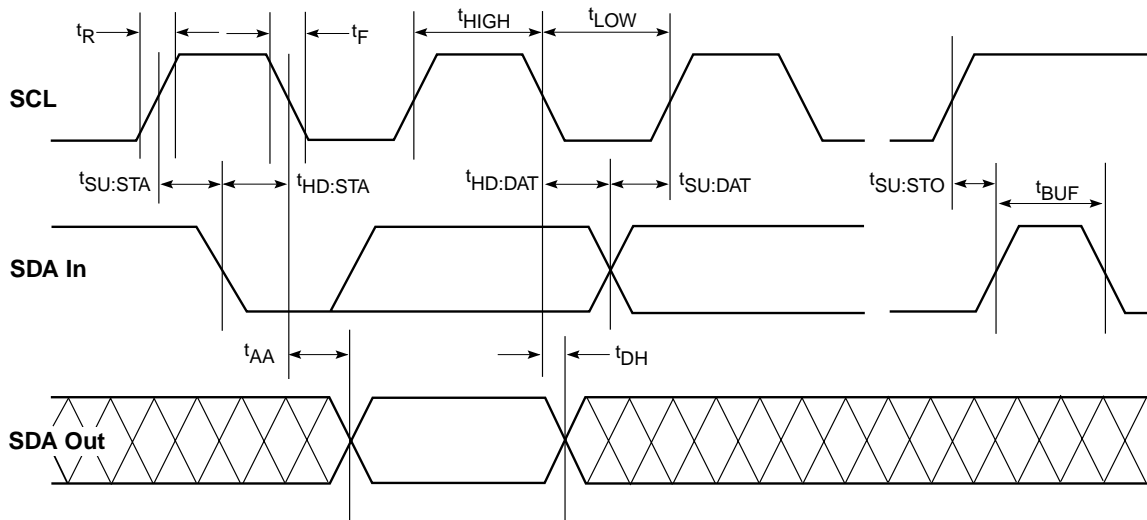 tR tF tHIGH tLOW
SCL
tSU:STA tHD:STA tHD:DAT tSU:DAT tSU:STO tBUF
SDA In
tAA tDH
SDA Out